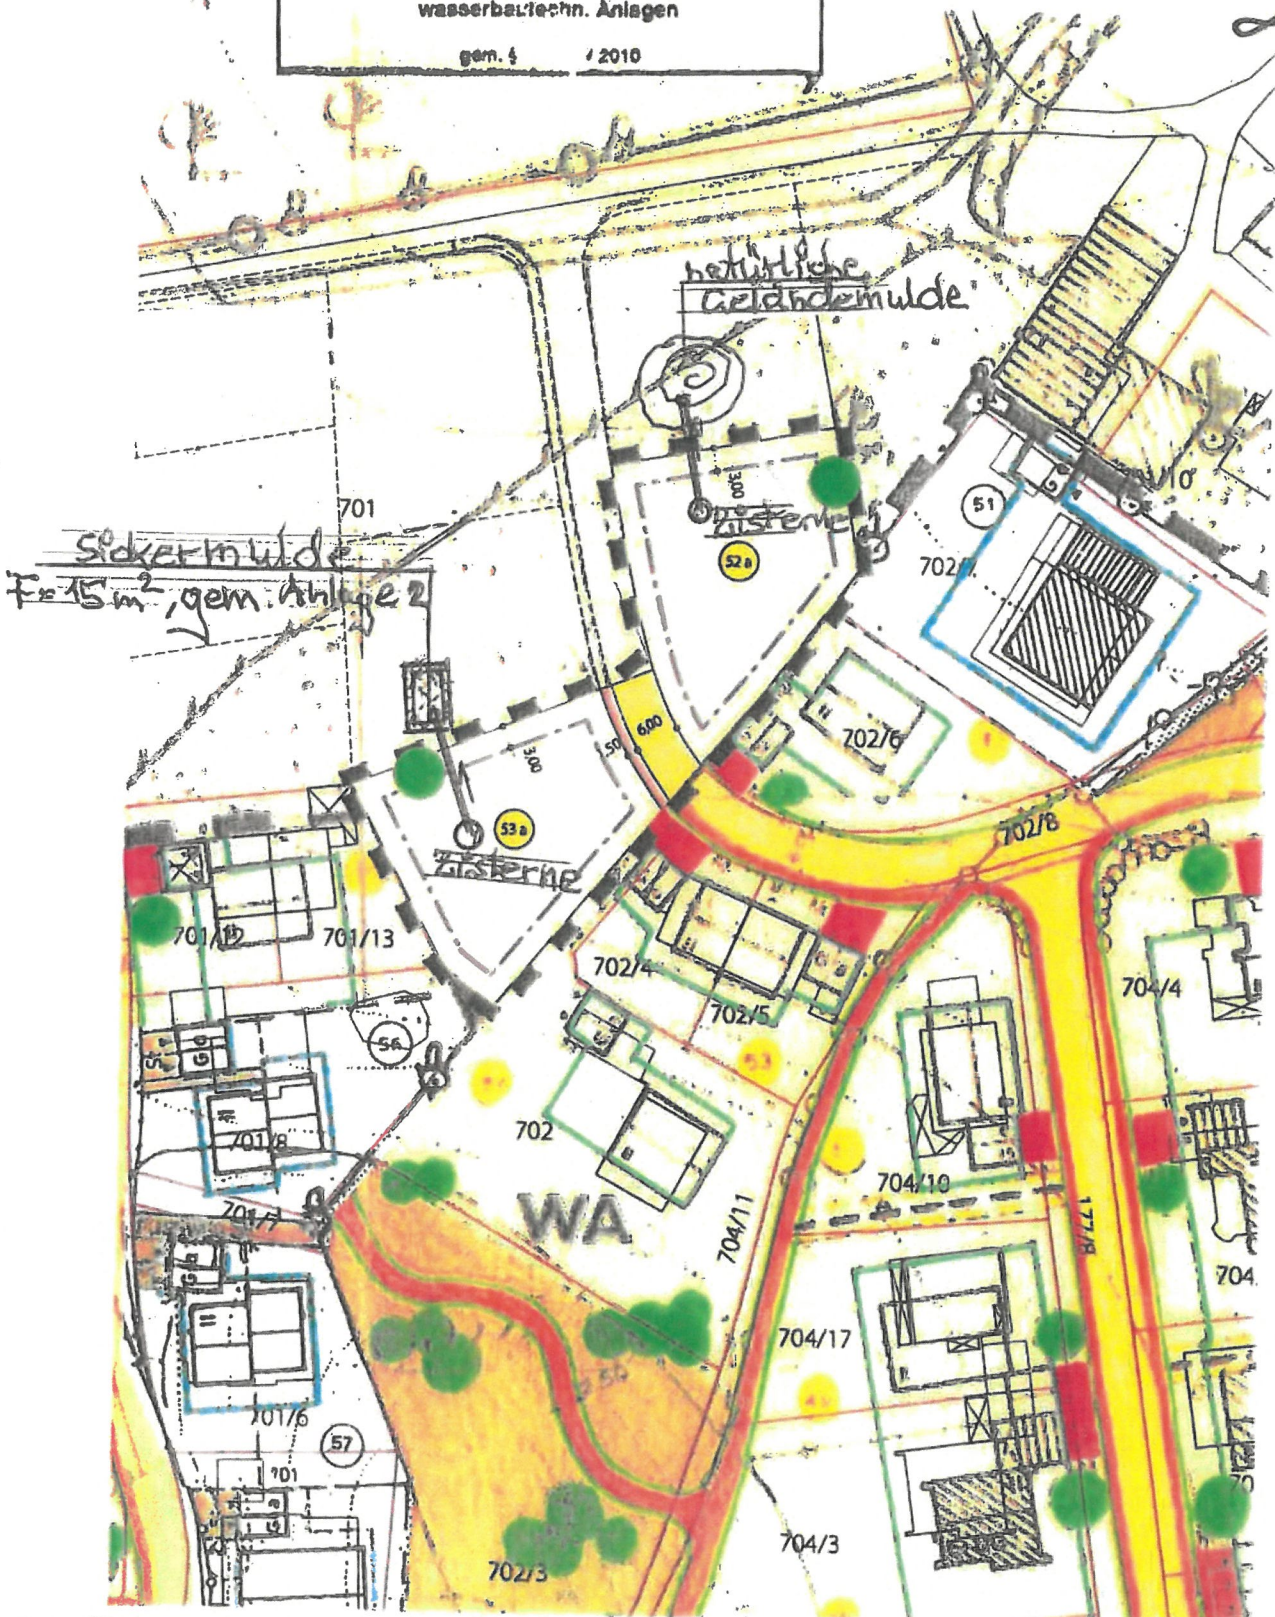 wasserbautechn. Anlagen
gem. § / 2010
natürliche
Geländemulde
701
Sickermulde
F=15m², gem. Anlage 2
3,00
Zisterne
52a
51
702/6
6,00
3,00
53a
Zisterne
702/8
701/12
701/13
702/4
702/5
704/4
56
53
701/8
702
WA
704/10
704/11
177/8
701/7
704
704/17
701/6
57
701
702/3
704/3